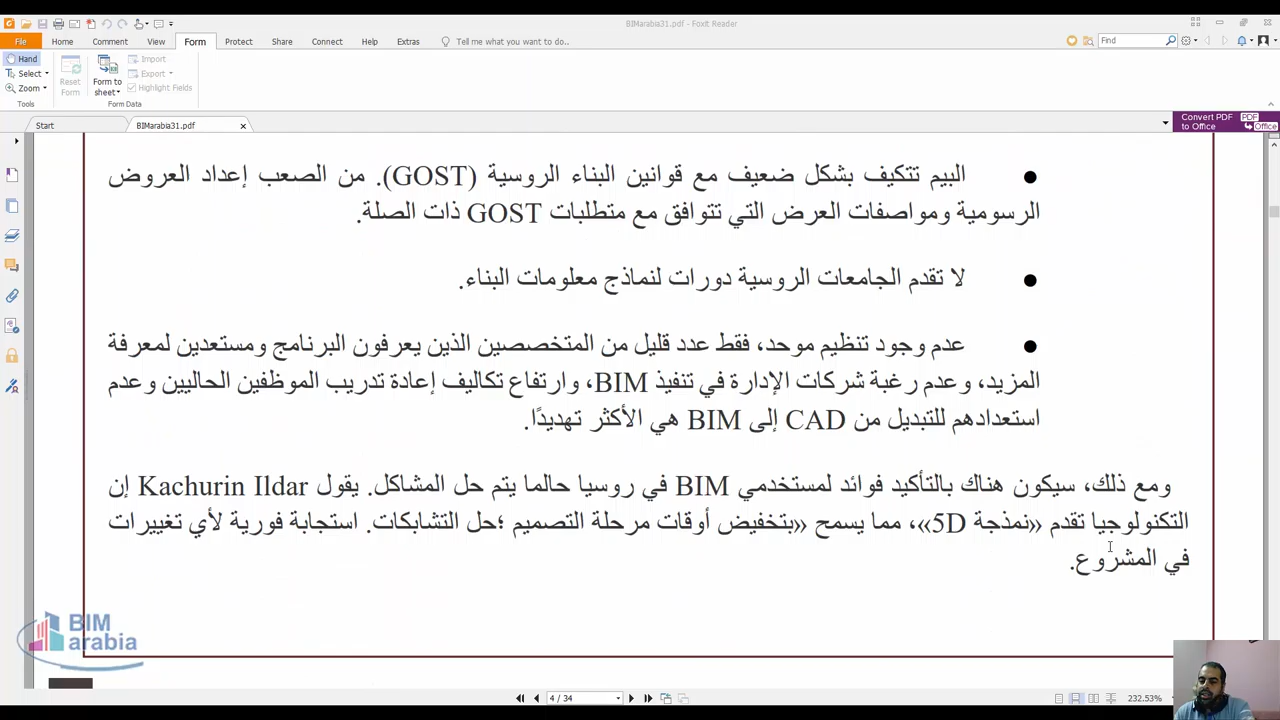 BIMarabia31.pdf - Foxit Reader
File Home Comment View Form Protect Share Connect Help Extras Tell me what you want to do.. Find
Hand
Select
Zoom
Tools
Reset Form
Form to sheet
Import
Export
Highlight Fields
Form Data
Start BIMarabia31.pdf
Convert PDF to Office
PDF Office
● البيم تتكيف بشكل ضعيف مع قوانين البناء الروسية (GOST). من الصعب إعداد العروض
الرسومية ومواصفات العرض التي تتوافق مع متطلبات GOST ذات الصلة.
● لا تقدم الجامعات الروسية دورات لنماذج معلومات البناء.
● عدم وجود تنظيم موحد، فقط عدد قليل من المتخصصين الذين يعرفون البرنامج ومستعدين لمعرفة
المزيد، وعدم رغبة شركات الإدارة في تنفيذ BIM، وارتفاع تكاليف إعادة تدريب الموظفين الحاليين وعدم
استعدادهم للتبديل من CAD إلى BIM هي الأكثر تهديدًا.
ومع ذلك، سيكون هناك بالتأكيد فوائد لمستخدمي BIM في روسيا حالما يتم حل المشاكل. يقول Kachurin Ildar إن
التكنولوجيا تقدم «نمذجة 5D»، مما يسمح «بتخفيض أوقات مرحلة التصميم ؛حل التشابكات. استجابة فورية لأي تغييرات
في المشروع.
BIM
arabia
4 / 34
232.53%